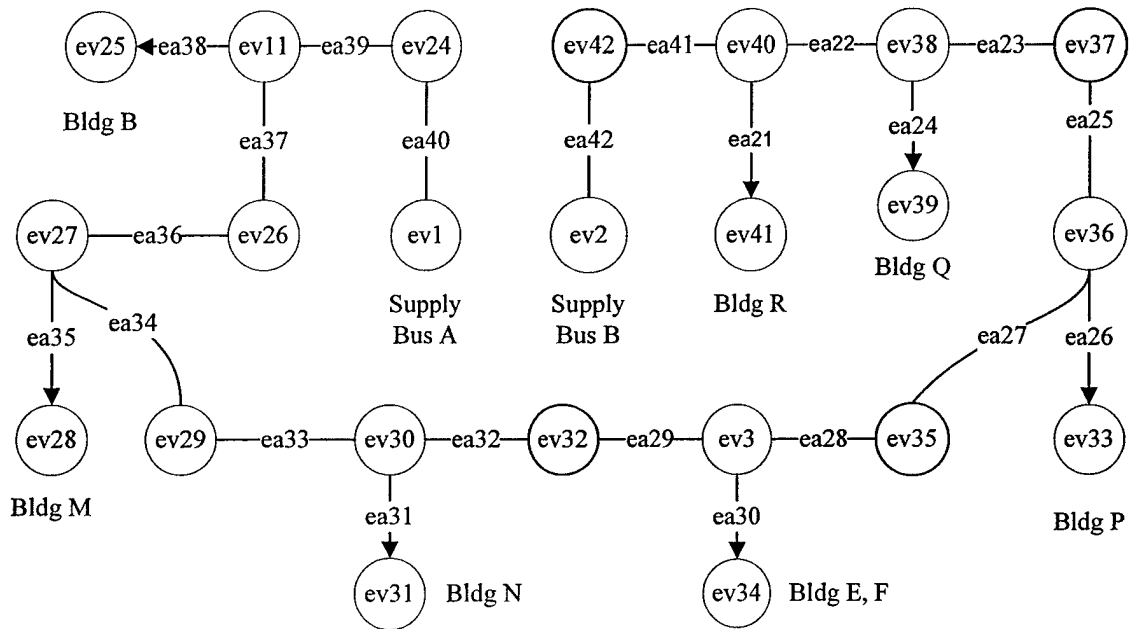 ev25 ea38 ev11 ea39 ev24 ev42 ea41 ev40 ea22 ev38 ea23 ev37
Bldg B
ea37 ea40 ea42 ea21 ea24 ea25
ev39
ev27 ea36 ev26 ev1 ev2 ev41 ev36
Bldg Q
Supply Bus A
Supply Bus B
Bldg R
ea35 ea34 ea27 ea26
ev28 ev29 ea33 ev30 ea32 ev32 ea29 ev3 ea28 ev35 ev33
Bldg M
Bldg P
ea31 ea30
ev31 Bldg N ev34 Bldg E, F